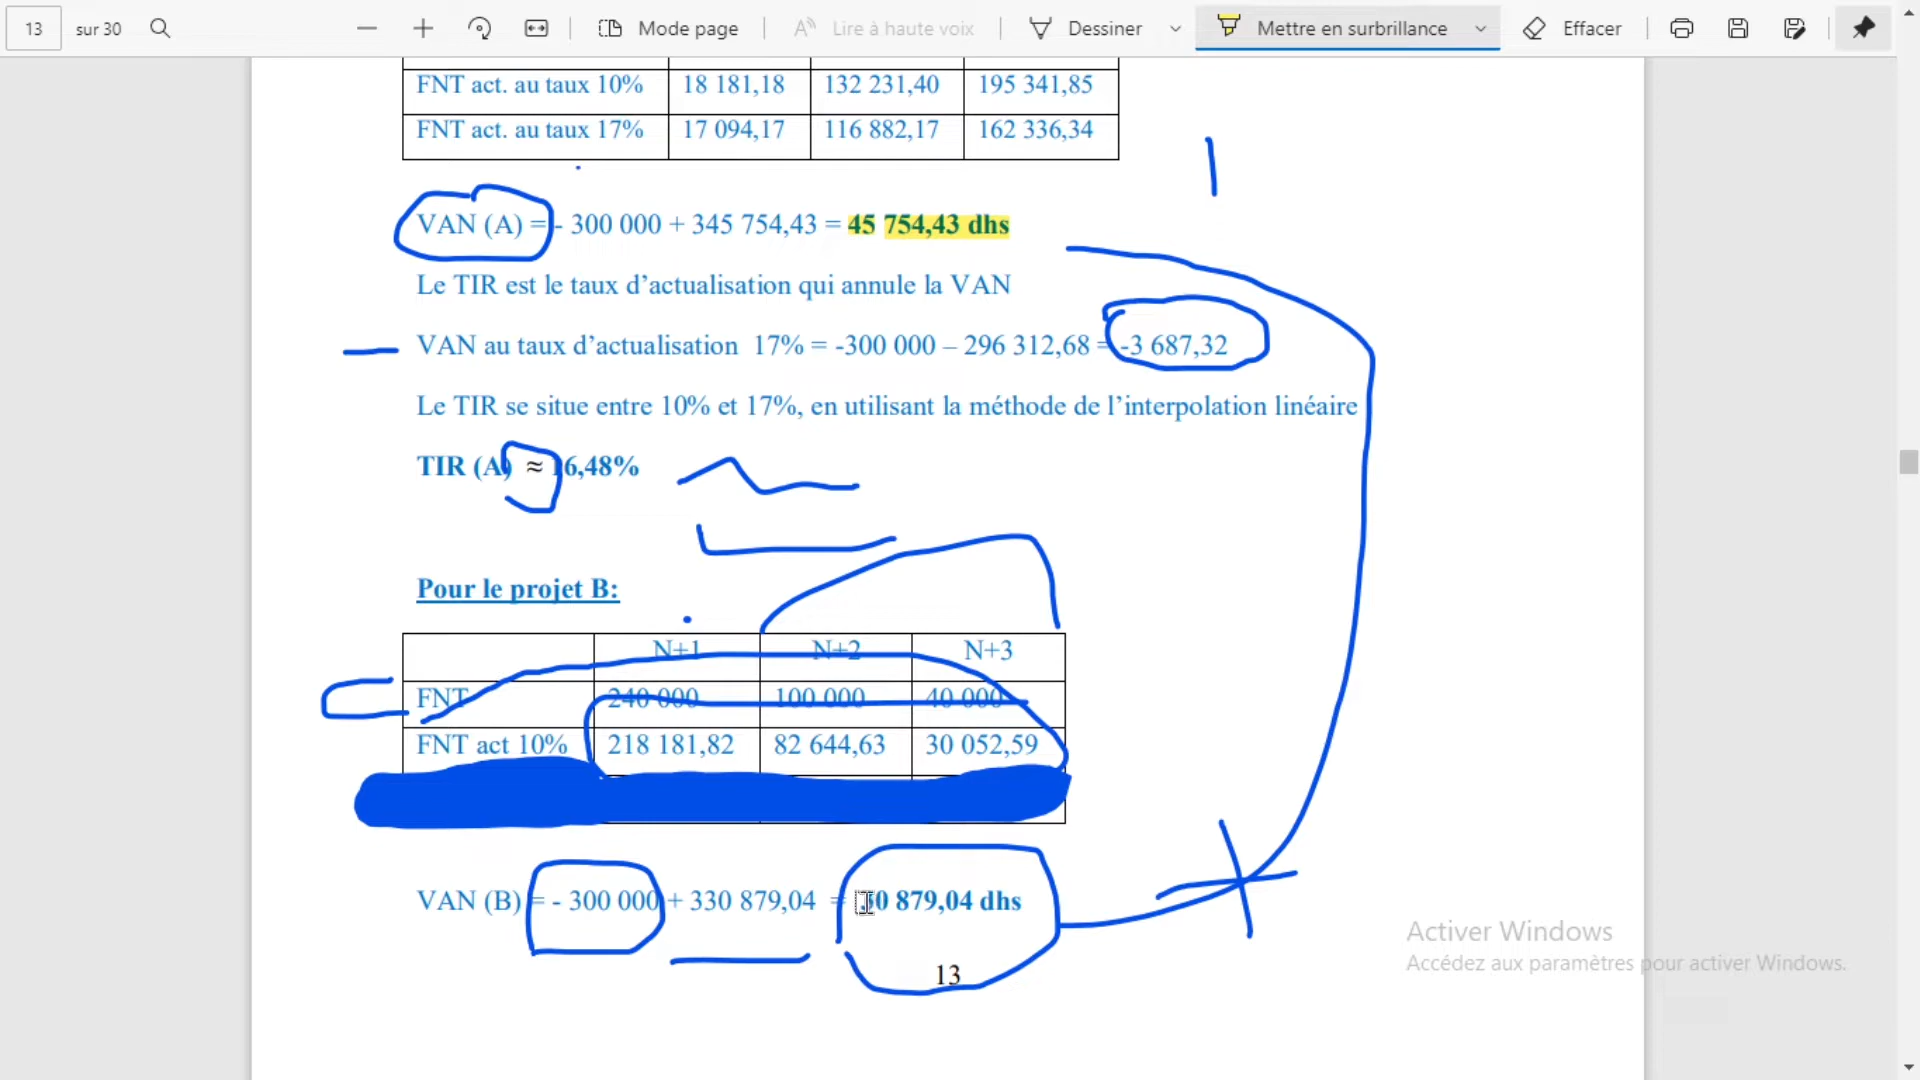 13 sur 30 Mode page Lire à haute voix Dessiner Mettre en surbrillance Effacer
FNT act. au taux 10% 18 181,18 132 231,40 195 341,85
FNT act. au taux 17% 17 094,17 116 882,17 162 336,34
VAN (A) = - 300 000 + 345 754,43 = 45 754,43 dhs
Le TIR est le taux d’actualisation qui annule la VAN
VAN au taux d’actualisation 17% = -300 000 – 296 312,68 = -3 687,32
Le TIR se situe entre 10% et 17%, en utilisant la méthode de l’interpolation linéaire
TIR (A) ≈ 16,48%
Pour le projet B:
N+1 N+2 N+3
FNT 240 000 100 000 40 000
FNT act 10% 218 181,82 82 644,63 30 052,59
VAN (B) = - 300 000 + 330 879,04 = 30 879,04 dhs
13
Activer Windows
Accédez aux paramètres pour activer Windows.